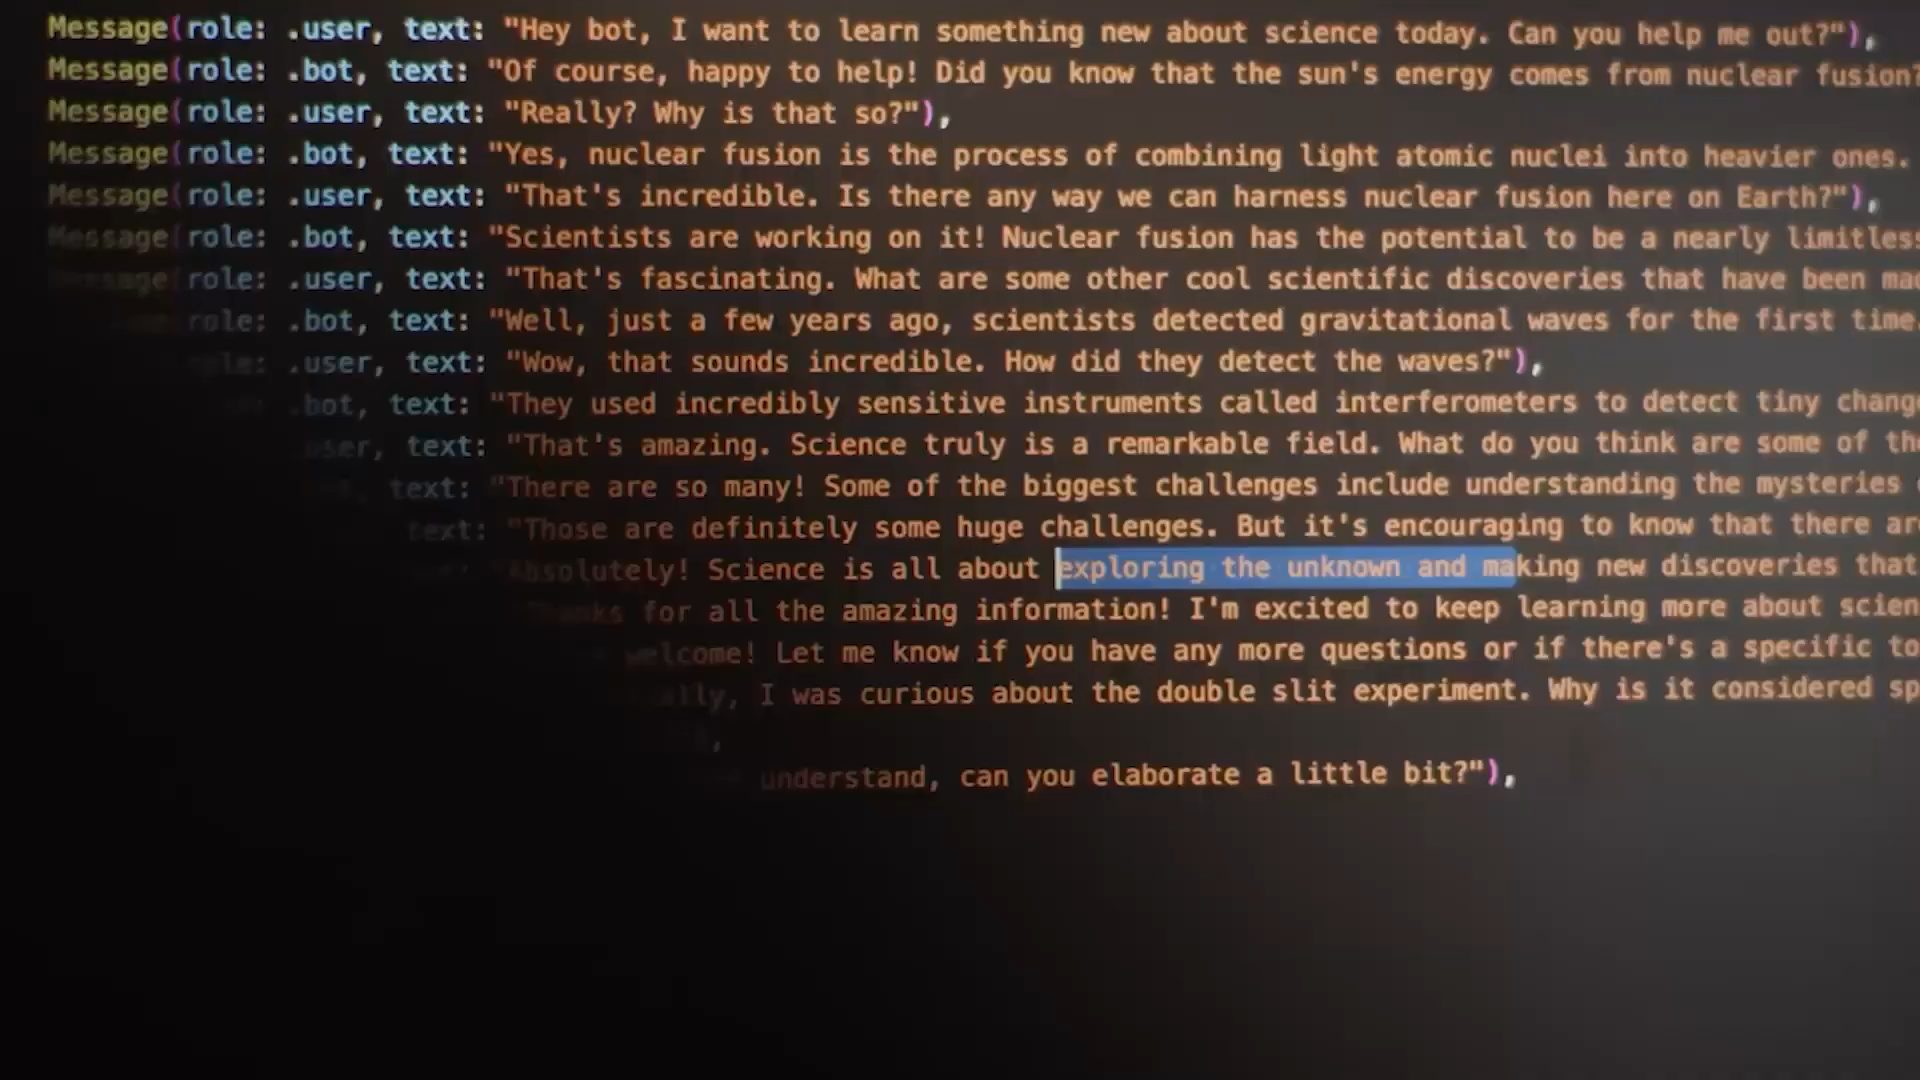 Message(role: .user, text: "Hey bot, I want to learn something new about science today. Can you help me out?"),
Message(role: .bot, text: "Of course, happy to help! Did you know that the sun's energy comes from nuclear fusion?
Message(role: .user, text: "Really? Why is that so?"),
Message(role: .bot, text: "Yes, nuclear fusion is the process of combining light atomic nuclei into heavier ones.
Message(role: .user, text: "That's incredible. Is there any way we can harness nuclear fusion here on Earth?"),
Message(role: .bot, text: "Scientists are working on it! Nuclear fusion has the potential to be a nearly limitless
Message(role: .user, text: "That's fascinating. What are some other cool scientific discoveries that have been mad
role: .bot, text: "Well, just a few years ago, scientists detected gravitational waves for the first time.
.user, text: "Wow, that sounds incredible. How did they detect the waves?"),
.bot, text: "They used incredibly sensitive instruments called interferometers to detect tiny chang
user, text: "That's amazing. Science truly is a remarkable field. What do you think are some of the
text: "There are so many! Some of the biggest challenges include understanding the mysteries
text: "Those are definitely some huge challenges. But it's encouraging to know that there are
"Absolutely! Science is all about exploring the unknown and making new discoveries that
"Thanks for all the amazing information! I'm excited to keep learning more about scien
welcome! Let me know if you have any more questions or if there's a specific to
ally, I was curious about the double slit experiment. Why is it considered sp
understand, can you elaborate a little bit?"),